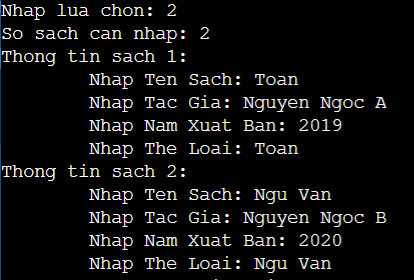 Nhap lua chon: 2
So sach can nhap: 2
Thong tin sach 1:
Nhap Ten Sach: Toan
Nhap Tac Gia: Nguyen Ngoc A
Nhap Nam Xuat Ban: 2019
Nhap The Loai: Toan
Thong tin sach 2:
Nhap Ten Sach: Ngu Van
Nhap Tac Gia: Nguyen Ngoc B
Nhap Nam Xuat Ban: 2020
Nhap The Loai: Ngu Van